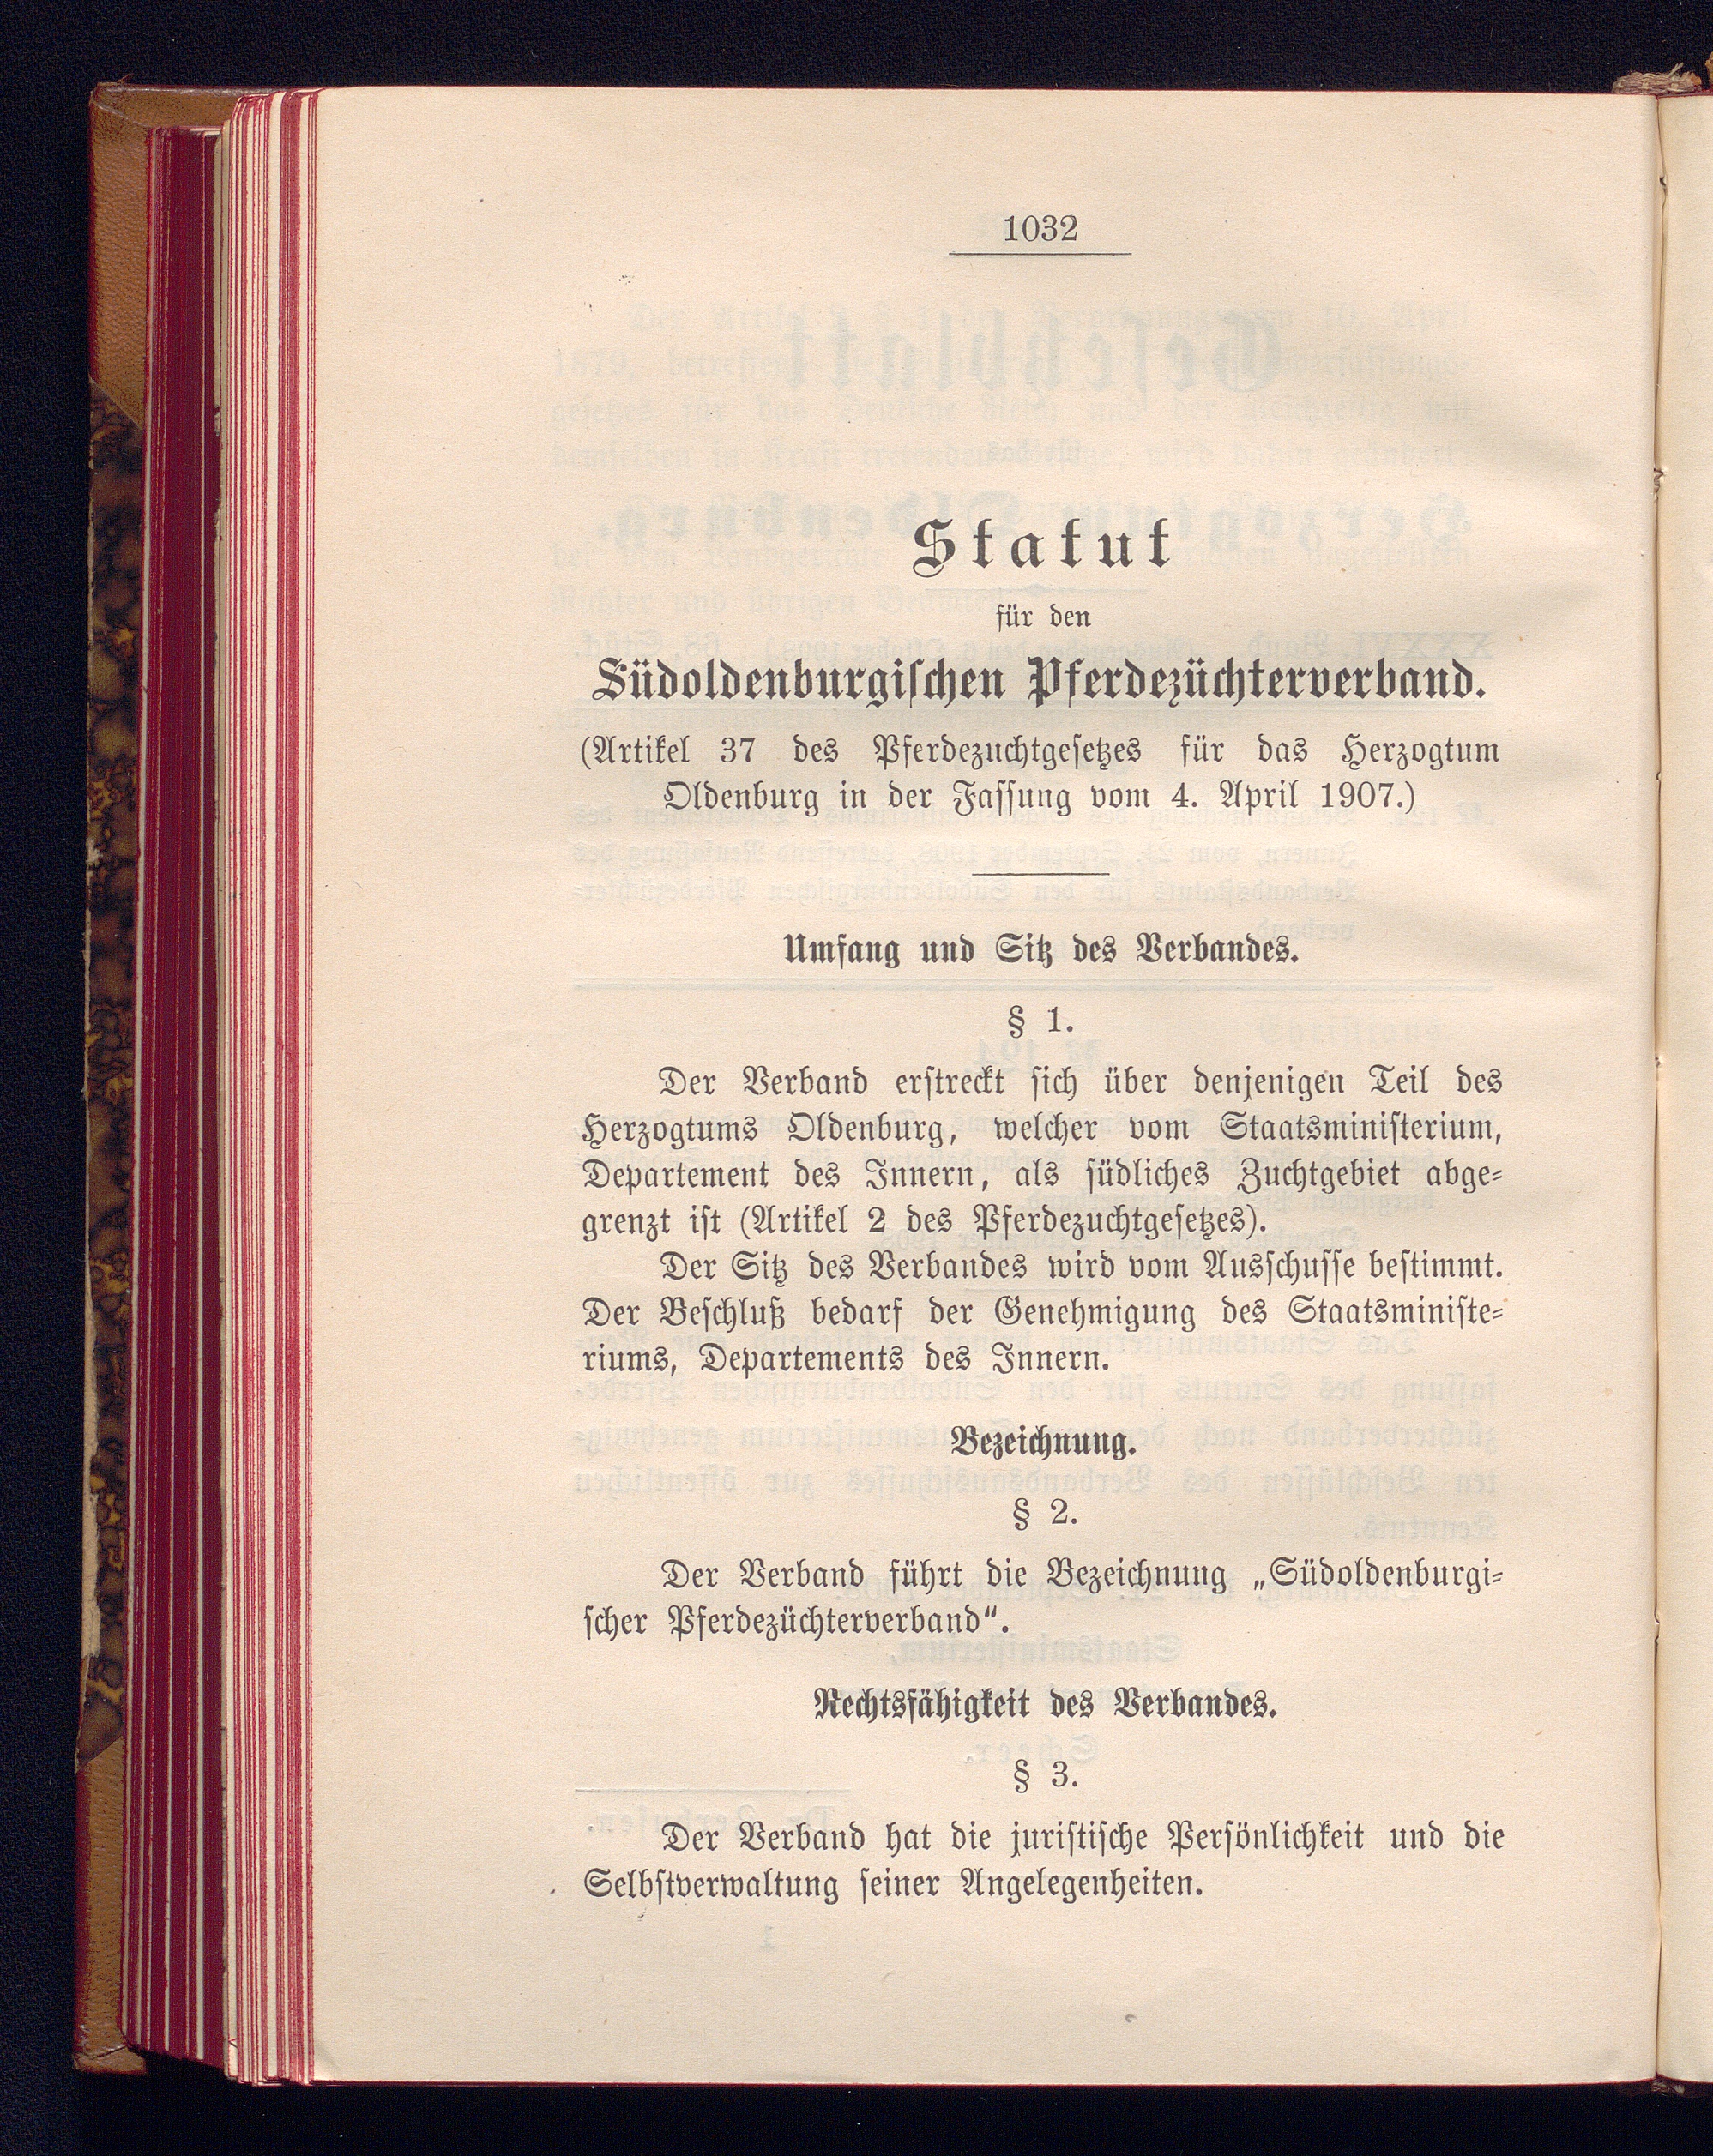 1032
Statut
für den
Südoldenburgischen Pferdezüchterverband.
(Artikel 37 des Pferdezuchtgesetzes für das Herzogtum
Oldenburg in der Fassung vom 4. April 1907.)
Umfang und Sitz des Verbandes.
§ 1.
Der Verband erstreckt sich über denjenigen Teil des
Herzogtums Oldenburg, welcher vom Staatsministerium,
Departement des Innern, als südliches Zuchtgebiet abge-
grenzt ist (Artikel 2 des Pferdezuchtgesetzes).
Der Sitz des Verbandes wird vom Ausschusse bestimmt.
Der Beschluß bedarf der Genehmigung des Staatsministe-
riums, Departements des Innern.
Bezeichnung.
§ 2.
Der Verband führt die Bezeichnung „Südoldenburgi-
scher Pferdezüchterverband“.
Rechtsfähigkeit des Verbandes.
§ 3.
Der Verband hat die juristische Persönlichkeit und die
Selbstverwaltung seiner Angelegenheiten.